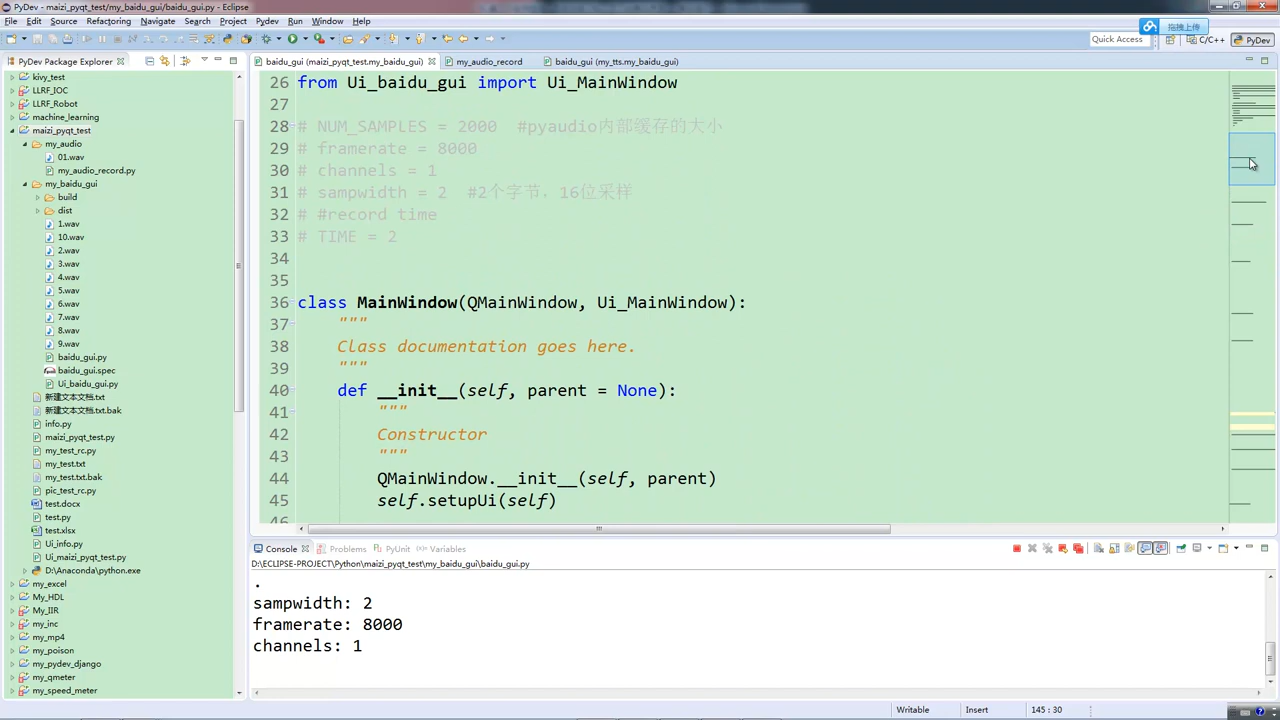 PyDev - maizi_pyqt_test/my_baidu_gui/baidu_gui.py - Eclipse
File Edit Source Refactoring Navigate Search Project Pydev Run Window Help
拖拽上传
Quick Access
C/C++
PyDev
PyDev Package Explorer
baidu_gui (maizi_pyqt_test.my_baidu_gui)
my_audio_record
baidu_gui (my_tts.my_baidu_gui)
kivy_test
LLRF_IOC
LLRF_Robot
machine_learning
maizi_pyqt_test
my_audio
01.wav
my_audio_record.py
my_baidu_gui
build
dist
1.wav
10.wav
2.wav
3.wav
4.wav
5.wav
6.wav
7.wav
8.wav
9.wav
baidu_gui.py
baidu_gui.spec
Ui_baidu_gui.py
新建文本文档.txt
新建文本文档.txt.bak
info.py
maizi_pyqt_test.py
my_test_rc.py
my_test.txt
my_test.txt.bak
pic_test_rc.py
test.docx
test.py
test.xlsx
Ui_info.py
Ui_maizi_pyqt_test.py
D:\Anaconda\python.exe
my_excel
My_HDL
My_IIR
my_inc
my_mp4
my_poison
my_pydev_django
my_qmeter
my_speed_meter
26 from Ui_baidu_gui import Ui_MainWindow
27
28 # NUM_SAMPLES = 2000 #pyaudio内部缓存的大小
29 # framerate = 8000
30 # channels = 1
31 # sampwidth = 2 #2个字节，16位采样
32 # #record time
33 # TIME = 2
34
35
36 class MainWindow(QMainWindow, Ui_MainWindow):
37 """
38 Class documentation goes here.
39 """
40 def __init__(self, parent = None):
41 """
42 Constructor
43 """
44 QMainWindow.__init__(self, parent)
45 self.setupUi(self)
46
Console Problems PyUnit Variables
D:\ECLIPSE-PROJECT\Python\maizi_pyqt_test\my_baidu_gui\baidu_gui.py
.
sampwidth: 2
framerate: 8000
channels: 1
Writable Insert 145 : 30